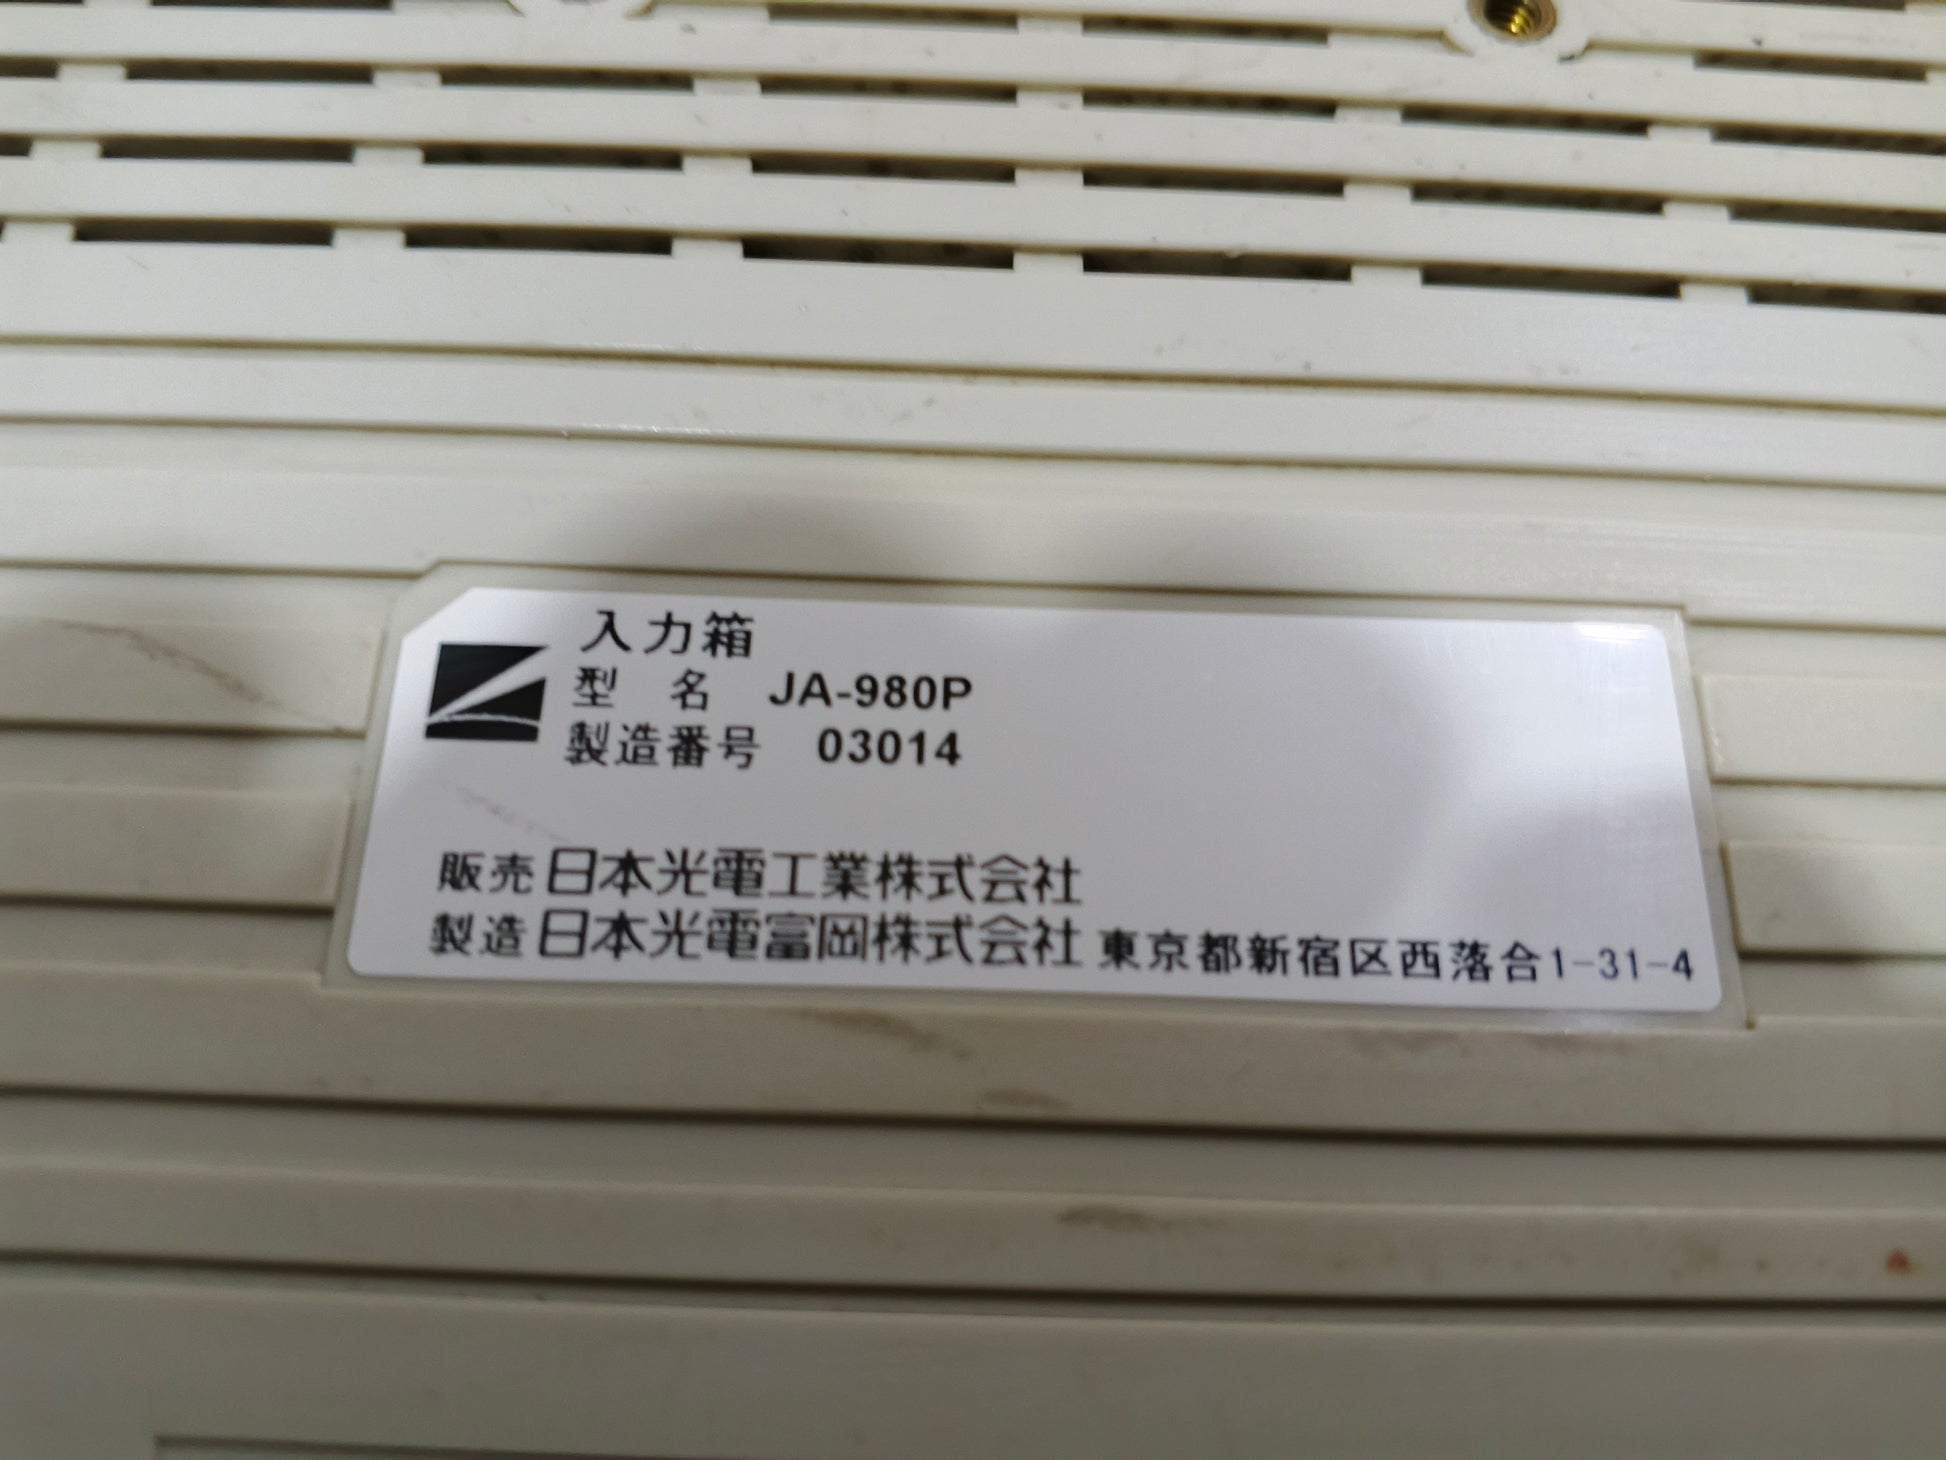 入力箱
型 名 JA-980P
製造番号 03014
販売 日本光電工業株式会社
製造 日本光電富岡株式会社 東京都新宿区西落合1-31-4